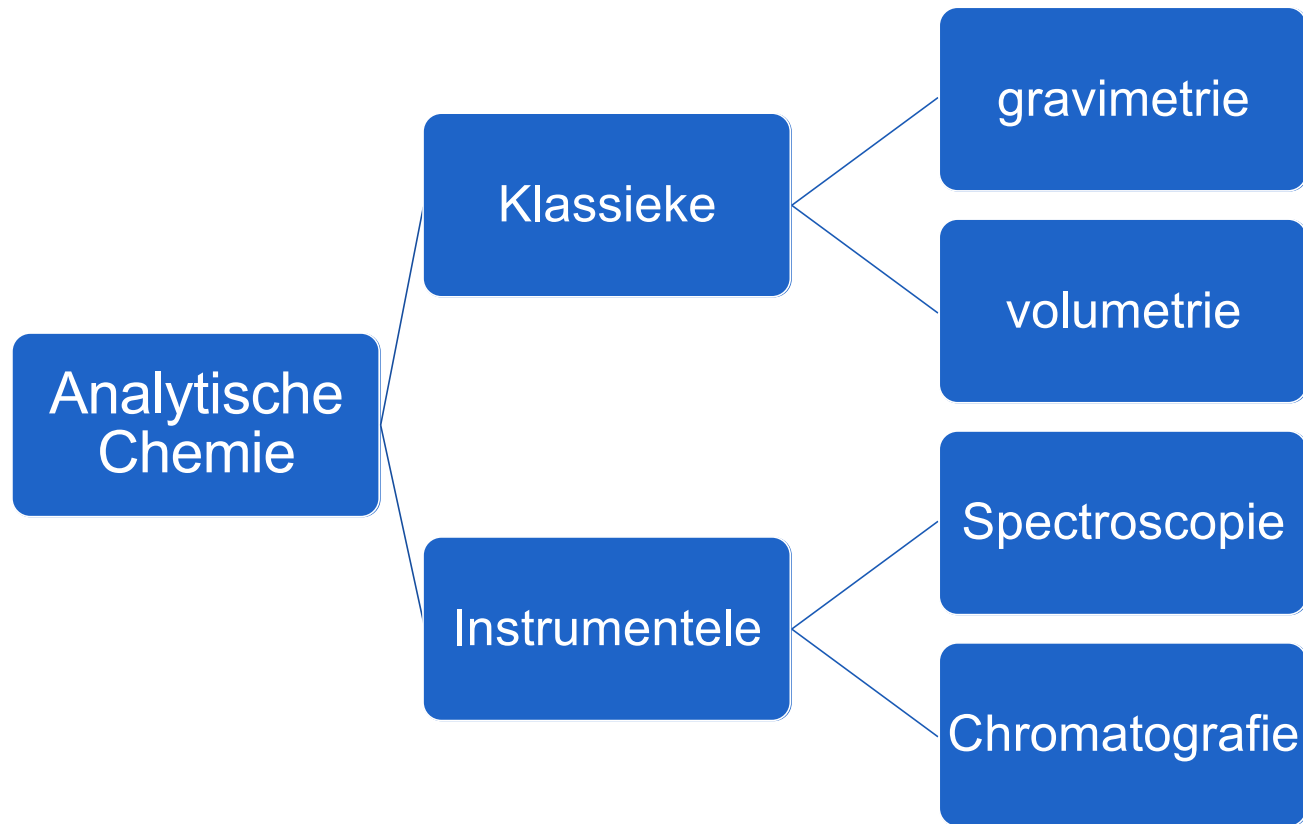 Analytische
Chemie
Klassieke
Instrumentele
gravimetrie
volumetrie
Spectroscopie
Chromatografie